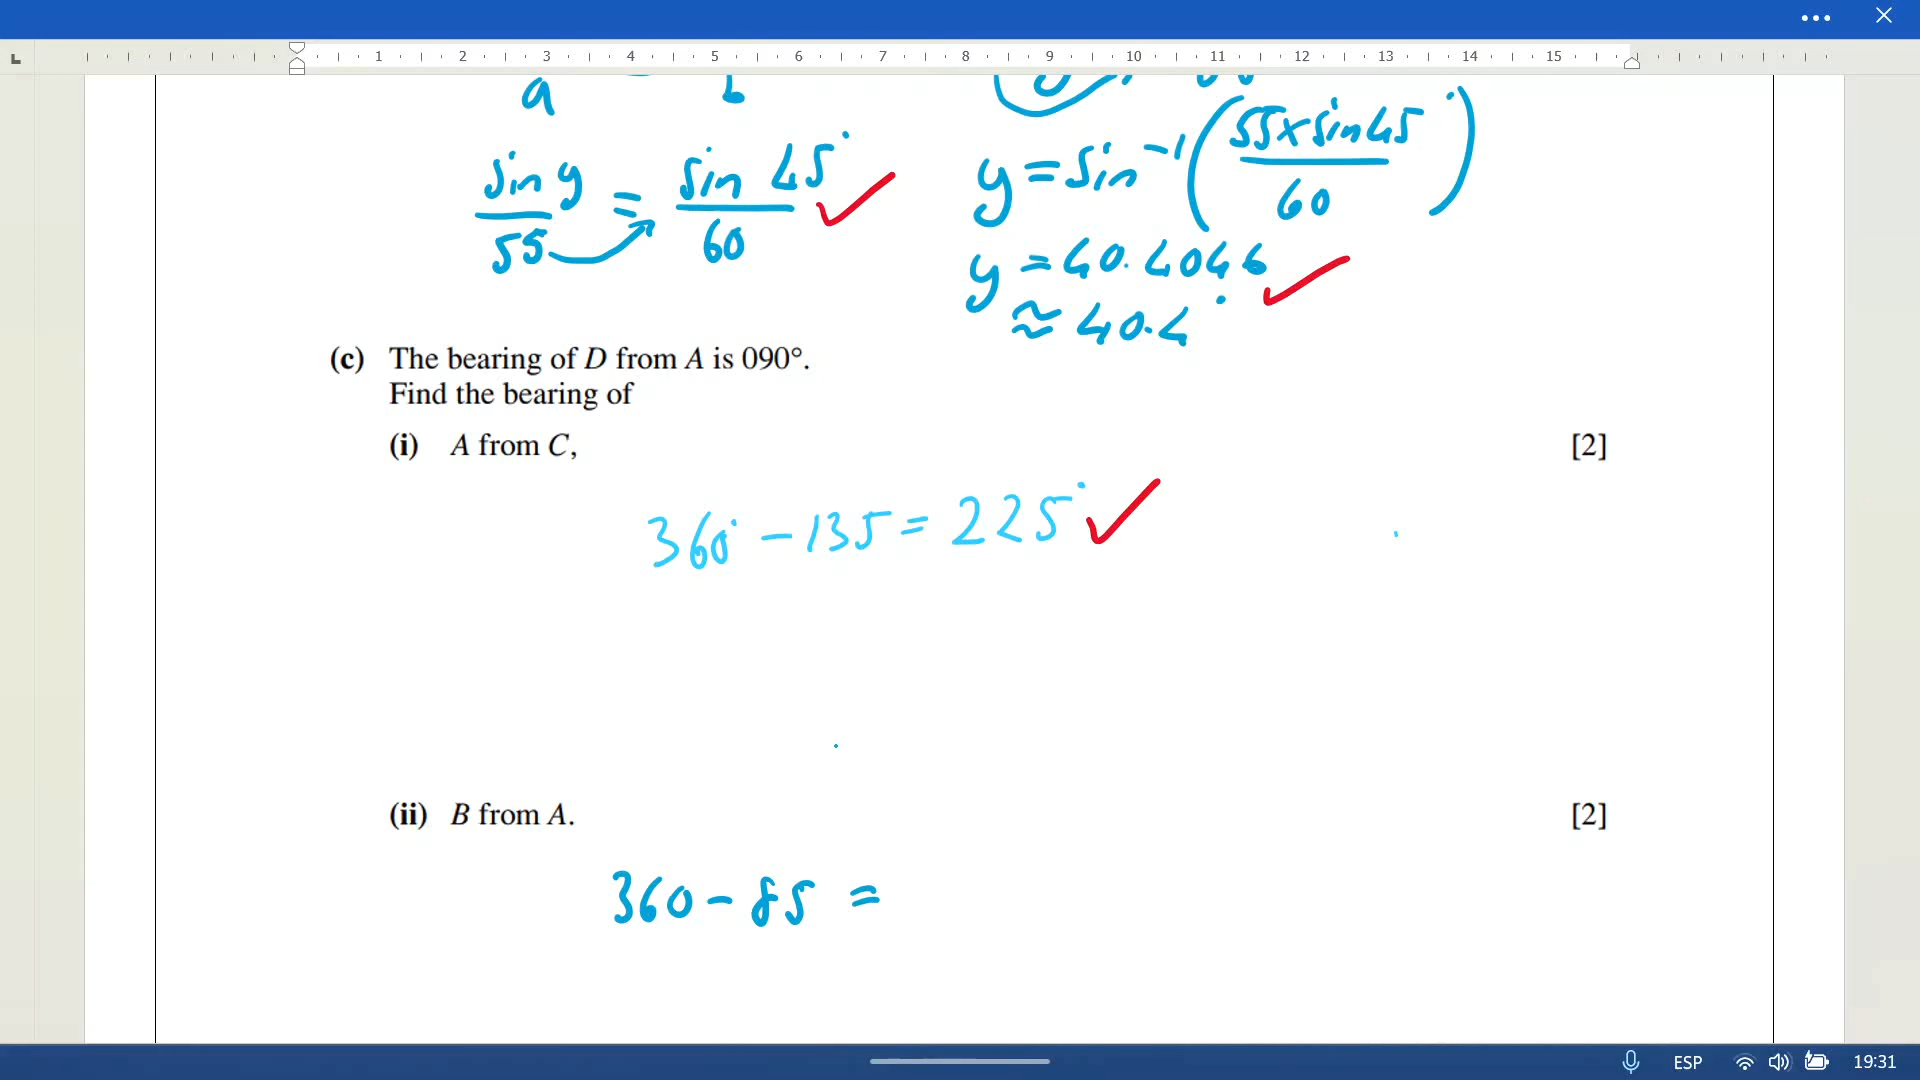 1 2 3 4 5 6 7 8 9 10 11 12 13 14 15
a b
sin y / 55 = sin 45° / 60
y = sin⁻¹ (55 × sin 45 / 60)
y = 40.4046
≈ 40.4°
(c) The bearing of D from A is 090°.
Find the bearing of
(i) A from C, [2]
360° - 135 = 225°
(ii) B from A. [2]
360 - 85 =
ESP 19:31